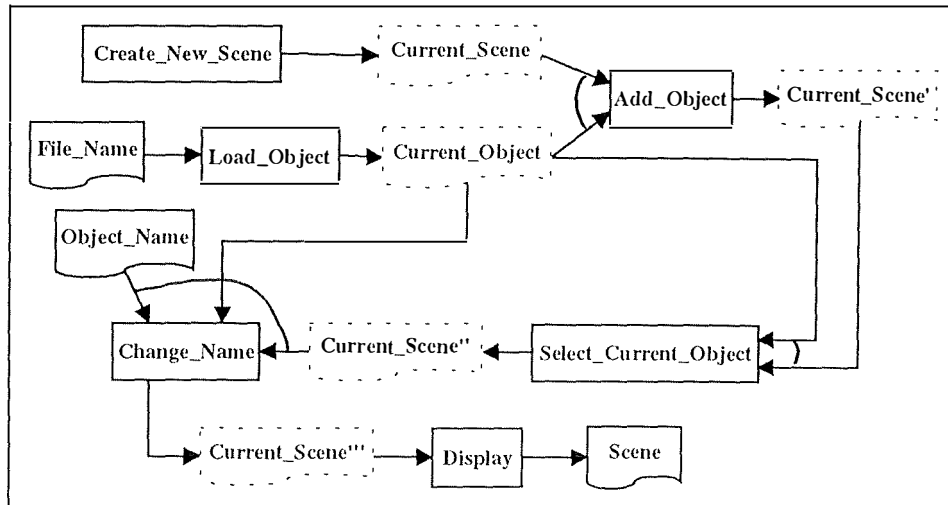 Create_New_Scene
Current_Scene
Add_Object
Current_Scene'
File_Name
Load_Object
Current_Object
Object_Name
Change_Name
Current_Scene''
Select_Current_Object
Current_Scene'''
Display
Scene